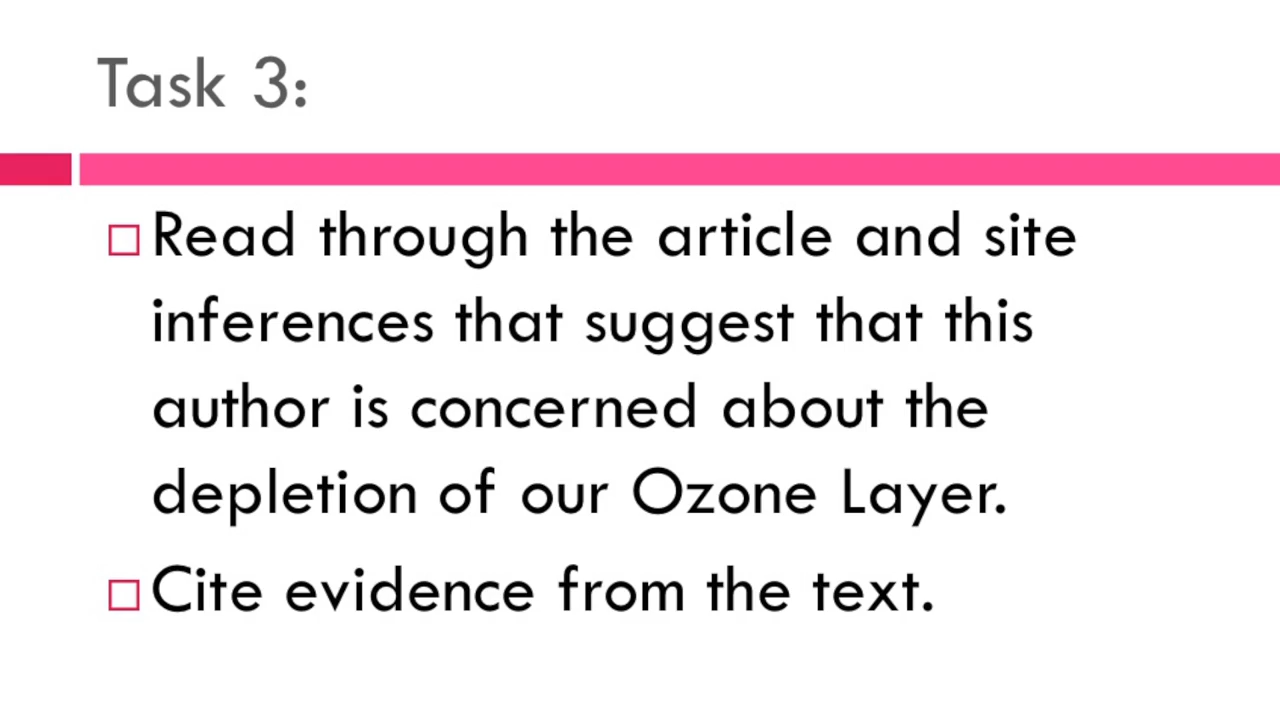 Task 3:
Read through the article and site
inferences that suggest that this
author is concerned about the
depletion of our Ozone Layer.
Cite evidence from the text.